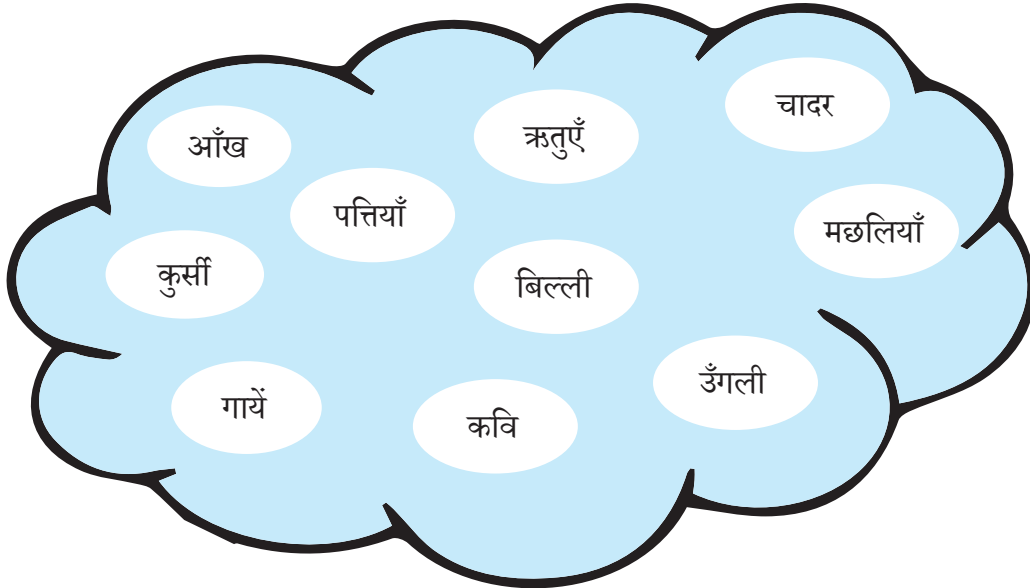 चादर
ऋतुएँ
आँख
पत्तियाँ
मछलियाँ
कुर्सी
बिल्ली
उँगली
गायें
कवि